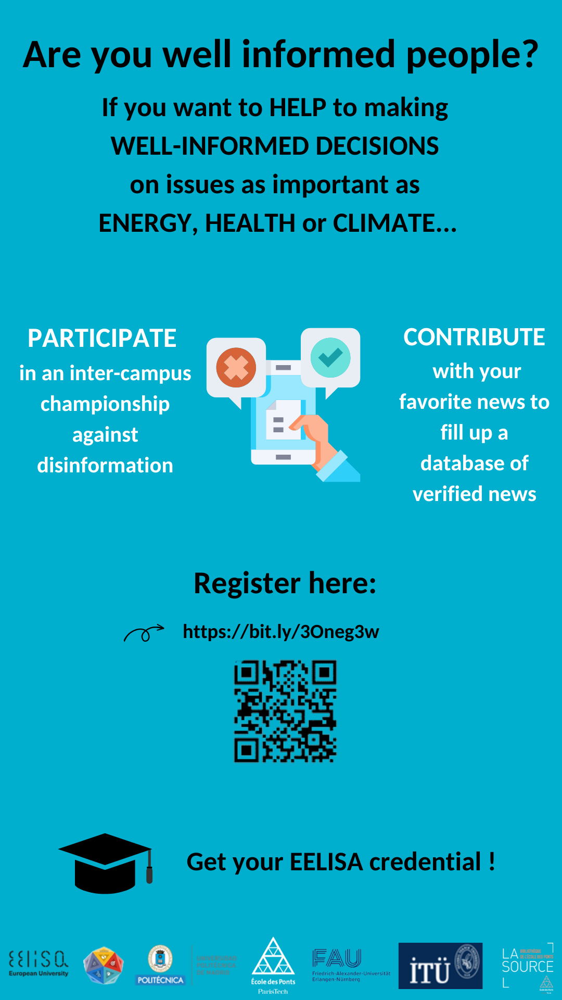 Are you well informed people?
If you want to HELP to making
WELL-INFORMED DECISIONS
on issues as important as
ENERGY, HEALTH or CLIMATE...
PARTICIPATE
in an inter-campus
championship
against
disinformation
CONTRIBUTE
with your
favorite news to
fill up a
database of
verified news
Register here:
https://bit.ly/3Oneg3w
Get your EELISA credential !
EELISA
European University
POLITÉCNICA
UNIVERSIDAD
POLITÉCNICA
DE MADRID
École des Ponts
ParisTech
FAU
Friedrich-Alexander-Universität
Erlangen-Nürnberg
İTÜ
LA
BIBLIOTHÈQUE
DE L'ÉCOLE DES PONTS
SOURCE
L
École des Ponts